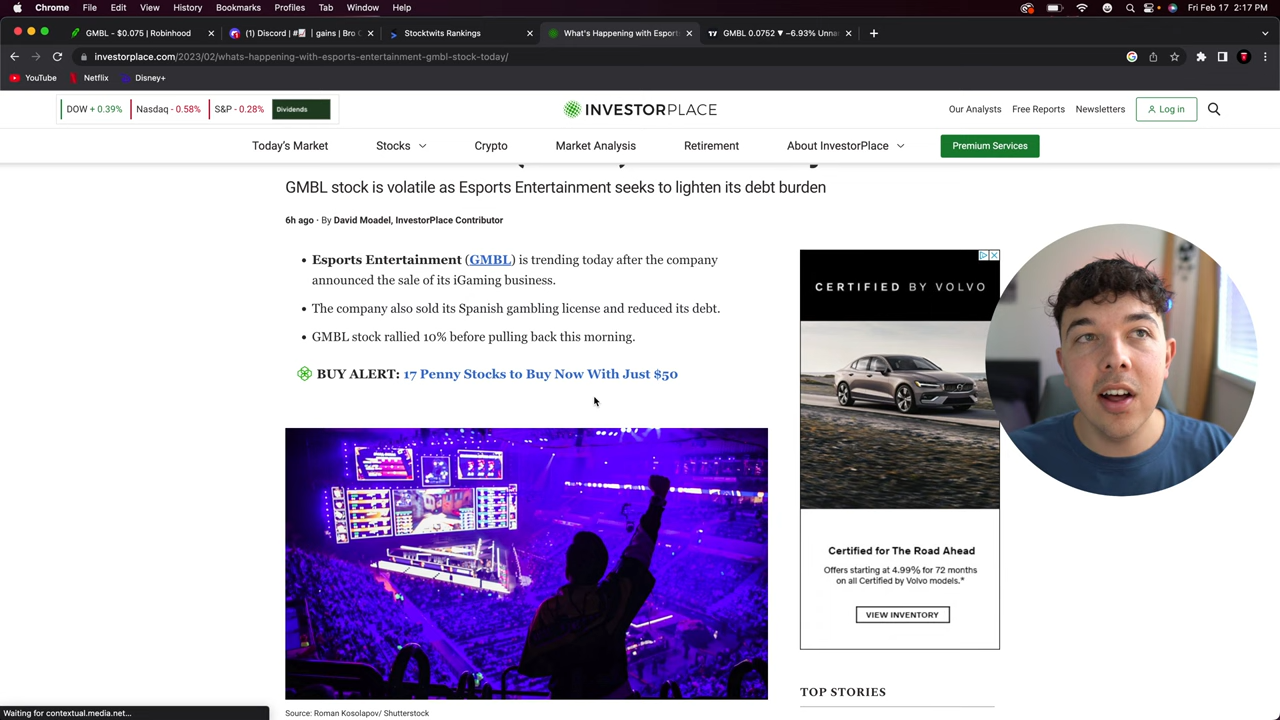 Chrome File Edit View History Bookmarks Profiles Tab Window Help
Fri Feb 17 2:17 PM
GMBL - $0.075 | Robinhood
(1) Discord | #📈 | gains | Bro C
Stocktwits Rankings
What's Happening with Esport
GMBL 0.0752 ▼ −6.93% Unna
investorplace.com/2023/02/whats-happening-with-esports-entertainment-gmbl-stock-today/
YouTube Netflix Disney+
DOW + 0.39% Nasdaq - 0.58% S&P - 0.28% Dividends
INVESTORPLACE
Our Analysts Free Reports Newsletters Log in
Today's Market Stocks Crypto Market Analysis Retirement About InvestorPlace Premium Services
GMBL stock is volatile as Esports Entertainment seeks to lighten its debt burden
6h ago · By David Moadel, InvestorPlace Contributor
• Esports Entertainment (GMBL) is trending today after the company
announced the sale of its iGaming business.
• The company also sold its Spanish gambling license and reduced its debt.
• GMBL stock rallied 10% before pulling back this morning.
BUY ALERT: 17 Penny Stocks to Buy Now With Just $50
CERTIFIED BY VOLVO
Certified for The Road Ahead
Offers starting at 4.99% for 72 months
on all Certified by Volvo models.*
VIEW INVENTORY
TOP STORIES
Source: Roman Kosolapov/ Shutterstock
Waiting for contextual.media.net...